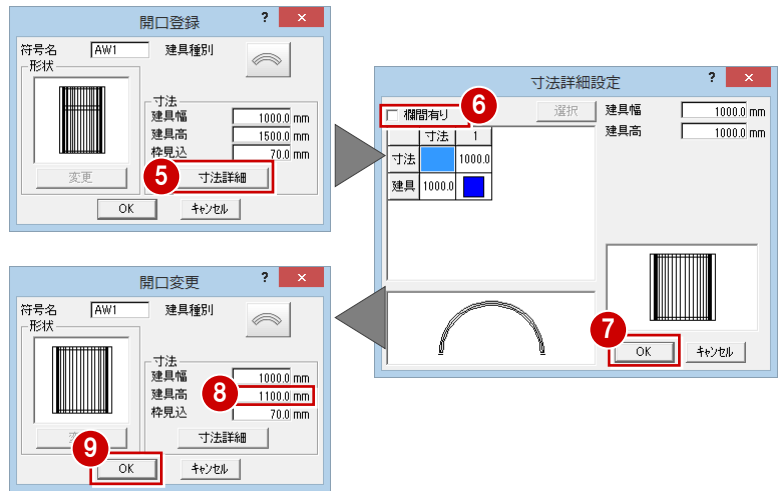 開口登録 ? ×
符号名 AW1 建具種別
形状
寸法
建具幅 1000.0 mm
建具高 1500.0 mm
枠見込 70.0 mm
変更 5 寸法詳細
OK ｷｬﾝｾﾙ
寸法詳細設定 ? ×
6
欄間有り 選択 建具幅 1000.0 mm
建具高 1000.0 mm
寸法 1
寸法 1000.0
建具 1000.0
7
OK ｷｬﾝｾﾙ
開口変更 ? ×
符号名 AW1 建具種別
形状
寸法
建具幅 1000.0 mm
建具高 8 1100.0 mm
枠見込 70.0 mm
寸法詳細
9
OK ｷｬﾝｾﾙ